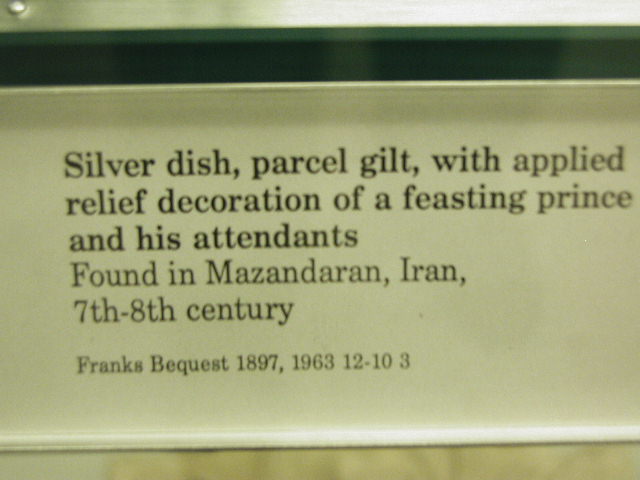 Silver dish, parcel gilt, with applied
relief decoration of a feasting prince
and his attendants
Found in Mazandaran, Iran,
7th-8th century
Franks Bequest 1897, 1963 12-10 3